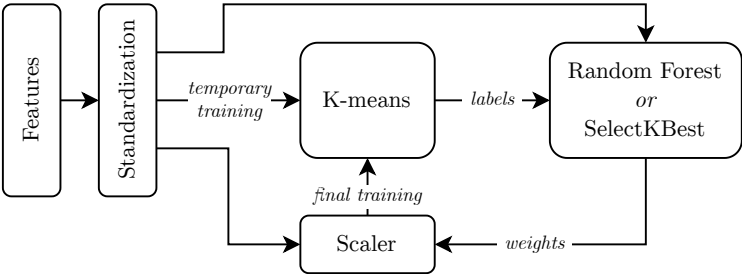 Features
Standardization
temporary
training
K-means
labels
Random Forest
or
SelectKBest
final training
Scaler
weights